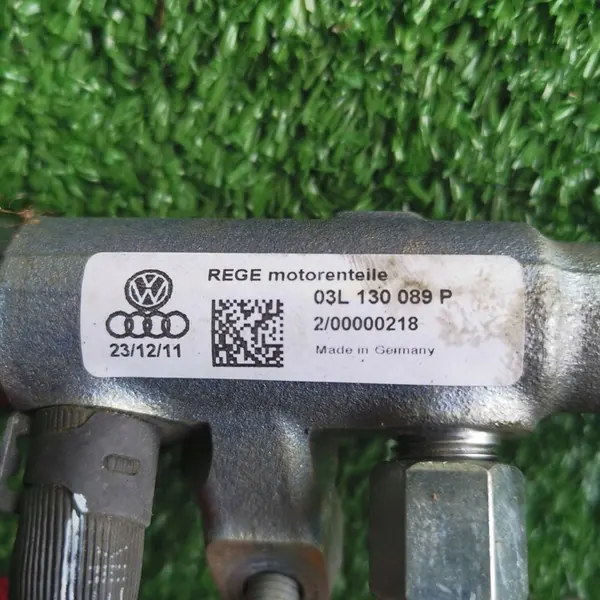 REGE motorenteile
03L 130 089 P
2/00000218
23/12/11
Made in Germany